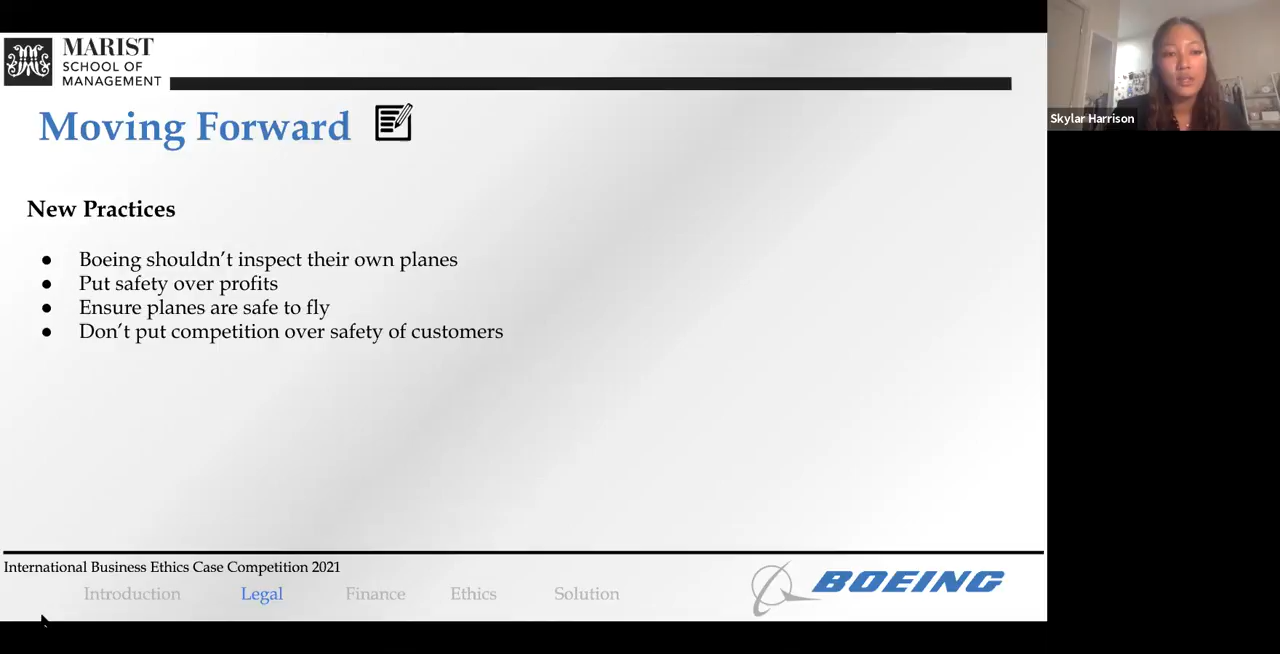 MARIST
SCHOOL OF
MANAGEMENT
Moving Forward
New Practices
● Boeing shouldn’t inspect their own planes
● Put safety over profits
● Ensure planes are safe to fly
● Don’t put competition over safety of customers
International Business Ethics Case Competition 2021
Introduction Legal Finance Ethics Solution
BOEING
Skylar Harrison